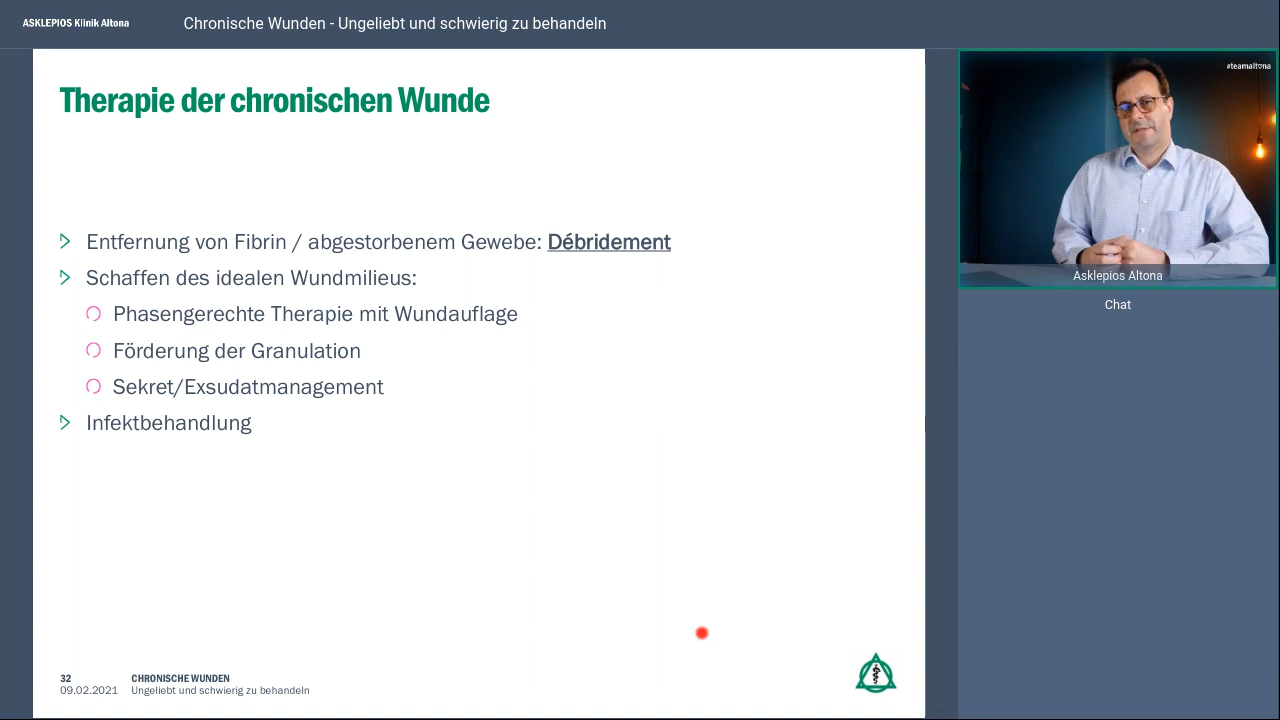 ASKLEPIOS Klinik Altona
Chronische Wunden - Ungeliebt und schwierig zu behandeln
Therapie der chronischen Wunde
Entfernung von Fibrin / abgestorbenem Gewebe: Débridement
Schaffen des idealen Wundmilieus:
Phasengerechte Therapie mit Wundauflage
Förderung der Granulation
Sekret/Exsudatmanagement
Infektbehandlung
32 CHRONISCHE WUNDEN
09.02.2021 Ungeliebt und schwierig zu behandeln
#teamaltona
Asklepios Altona
Chat